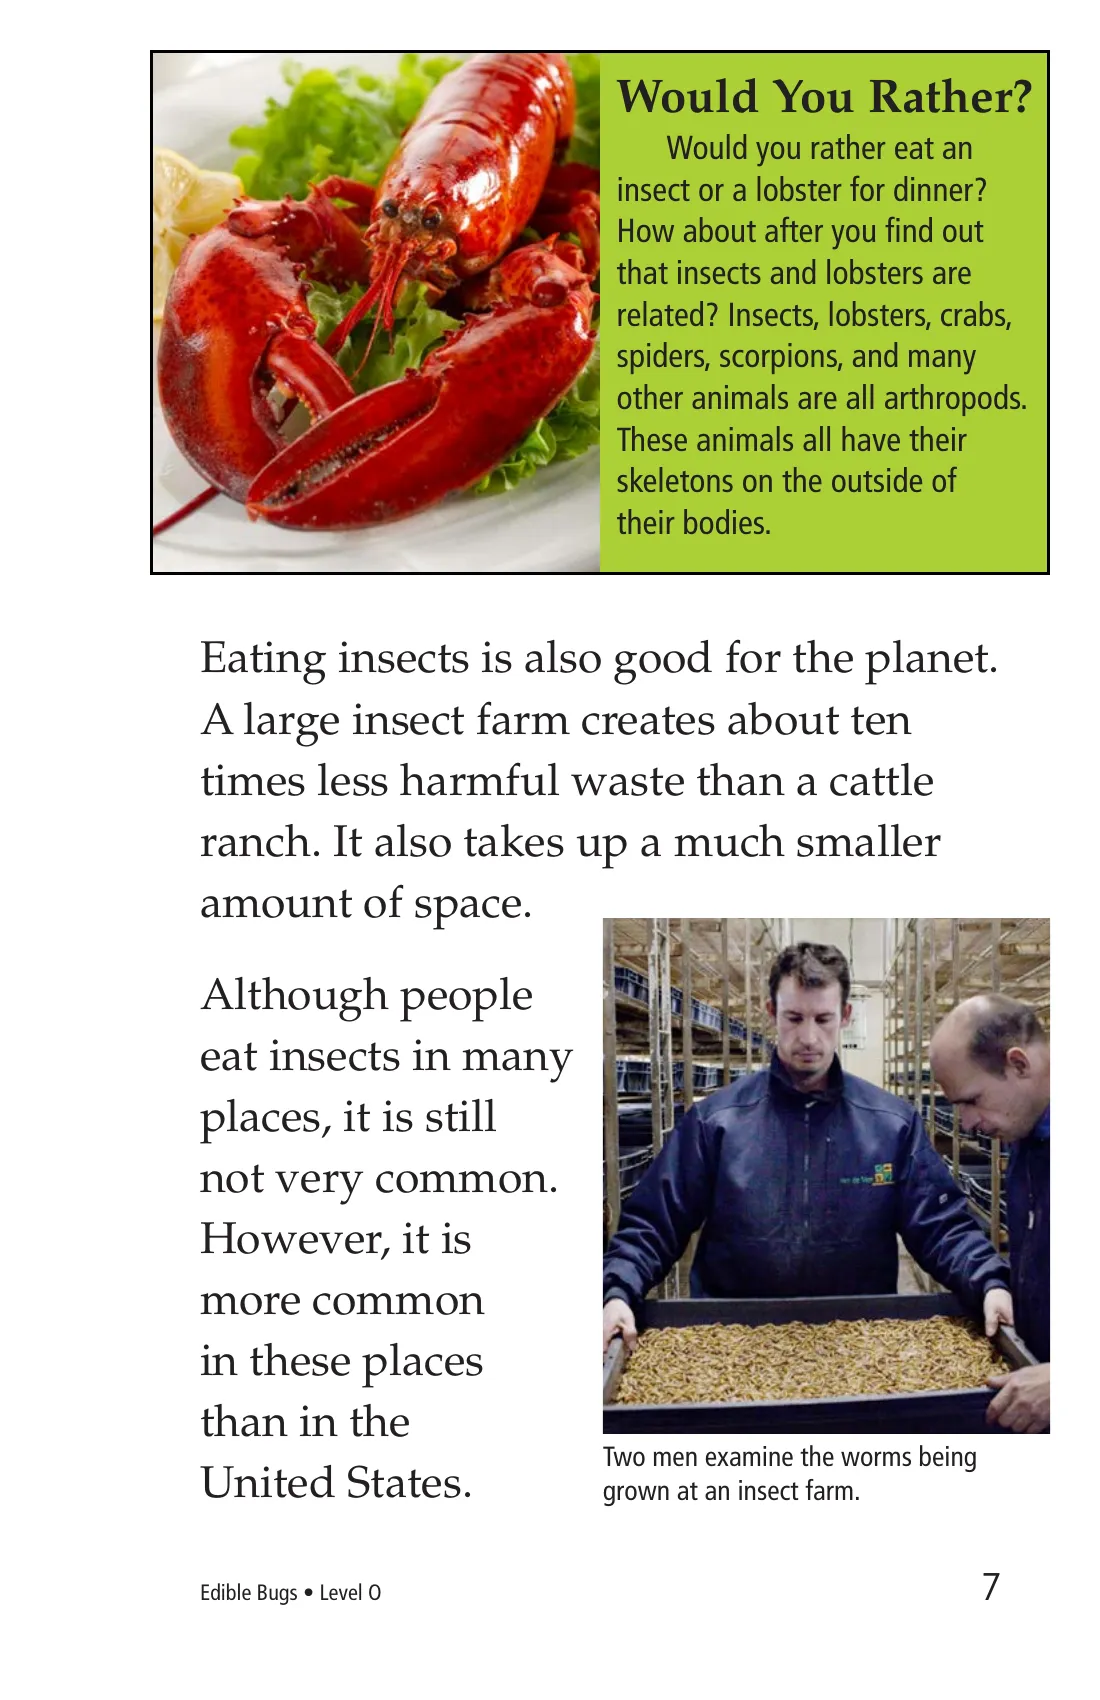 Would You Rather?
Would you rather eat an
insect or a lobster for dinner?
How about after you find out
that insects and lobsters are
related? Insects, lobsters, crabs,
spiders, scorpions, and many
other animals are all arthropods.
These animals all have their
skeletons on the outside of
their bodies.
Eating insects is also good for the planet.
A large insect farm creates about ten
times less harmful waste than a cattle
ranch. It also takes up a much smaller
amount of space.
Although people
eat insects in many
places, it is still
not very common.
However, it is
more common
in these places
than in the
United States.
Two men examine the worms being
grown at an insect farm.
Edible Bugs • Level O
7